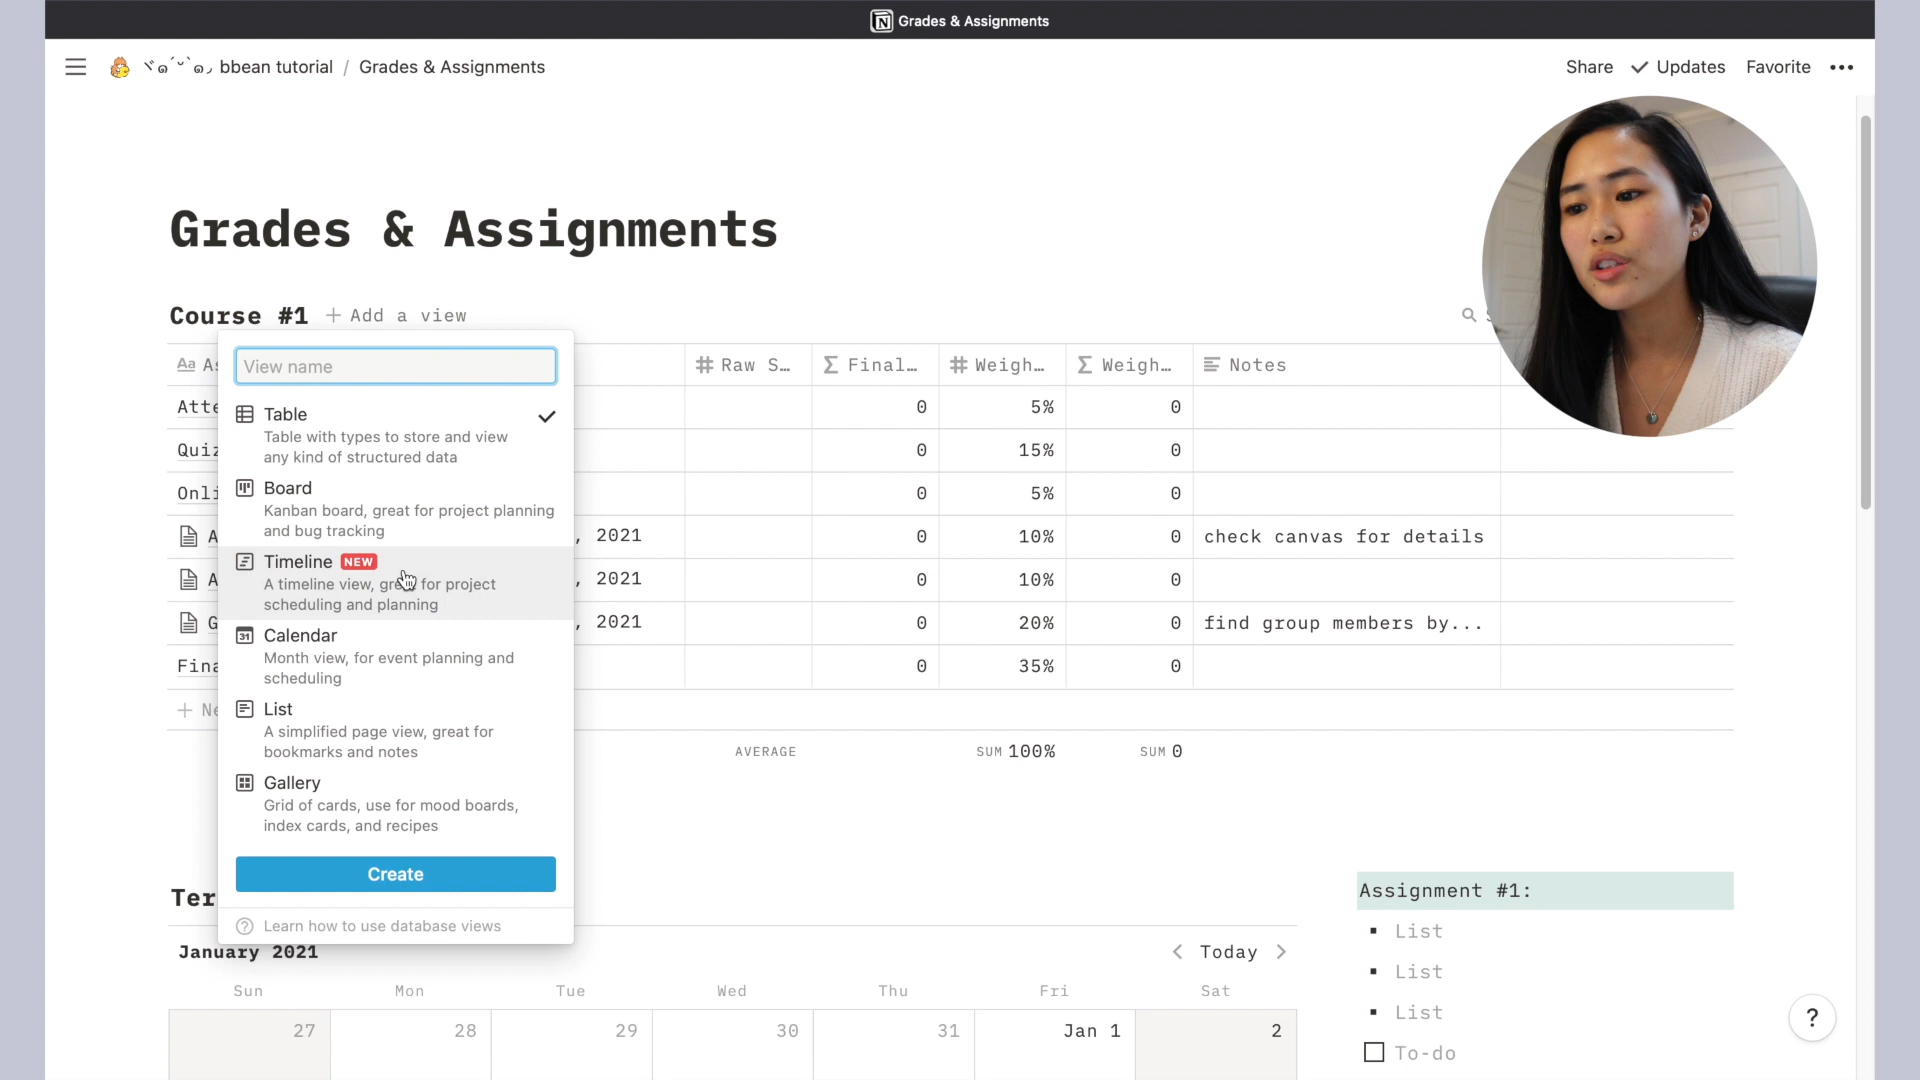 Grades & Assignments
bbean tutorial / Grades & Assignments
Share Updates Favorite
Grades & Assignments
Course #1 + Add a view
View name
Aa Raw S... Final... Weigh... Weigh... Notes
Table
Table with types to store and view
any kind of structured data
Board
Kanban board, great for project planning
and bug tracking
Timeline NEW
A timeline view, great for project
scheduling and planning
Calendar
Month view, for event planning and
scheduling
List
A simplified page view, great for
bookmarks and notes
Gallery
Grid of cards, use for mood boards,
index cards, and recipes
Create
Learn how to use database views
Atte 0 5% 0
Quiz 0 15% 0
Onli 0 5% 0
A , 2021 0 10% 0 check canvas for details
A , 2021 0 10% 0
G , 2021 0 20% 0 find group members by...
Fina 0 35% 0
+ Ne
AVERAGE SUM 100% SUM 0
Ter
January 2021 Today
Sun Mon Tue Wed Thu Fri Sat
27 28 29 30 31 Jan 1 2
Assignment #1:
▪ List
▪ List
▪ List
To-do
?